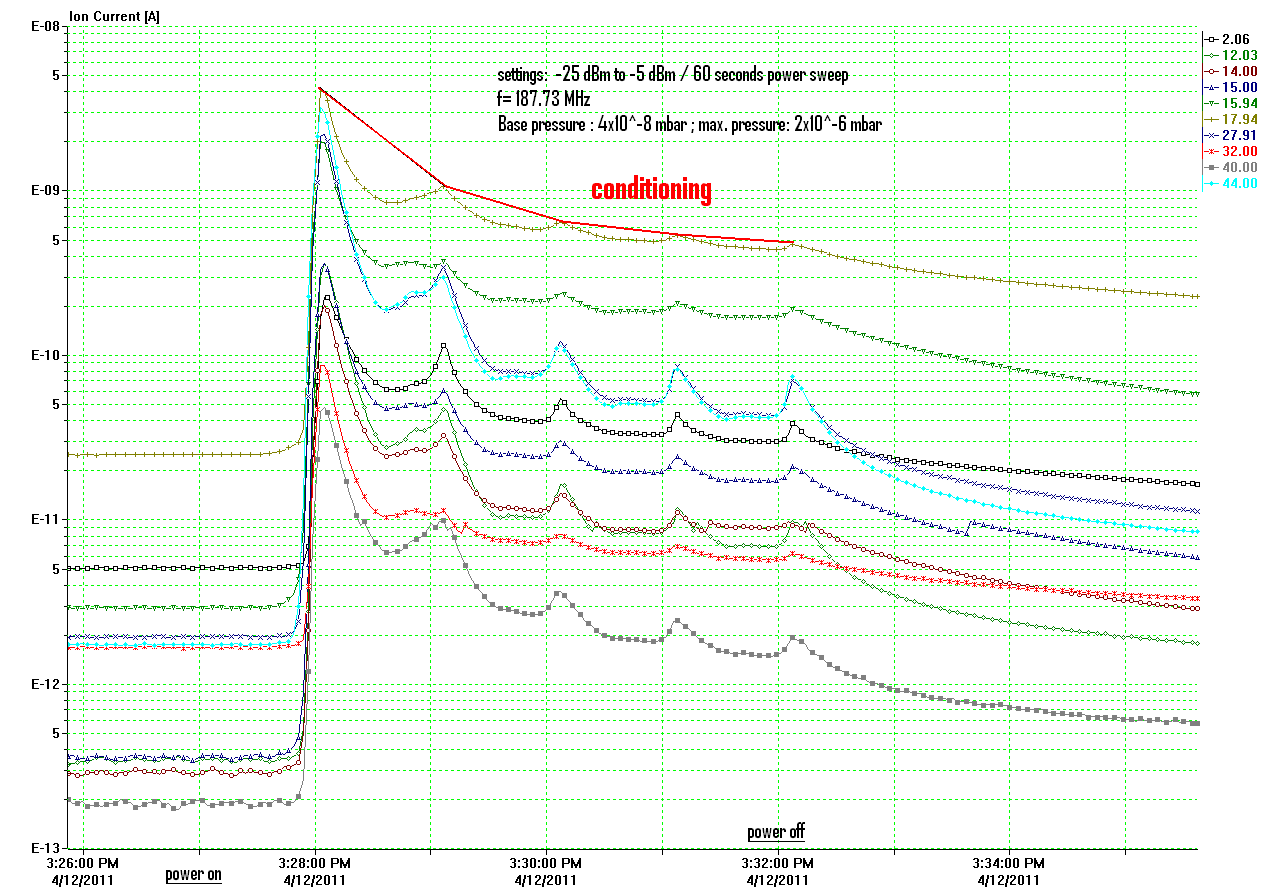 Ion Current [A]
E-08
5
E-09
5
E-10
5
E-11
5
E-12
5
E-13
settings: -25 dBm to -5 dBm / 60 seconds power sweep
f= 187.73 MHz
Base pressure : 4x10^-8 mbar ; max. pressure: 2x10^-6 mbar
conditioning
2.06
12.03
14.00
15.00
15.94
17.94
27.91
32.00
40.00
44.00
power off
3:26:00 PM 3:28:00 PM 3:30:00 PM 3:32:00 PM 3:34:00 PM
4/12/2011 4/12/2011 4/12/2011 4/12/2011 4/12/2011
power on